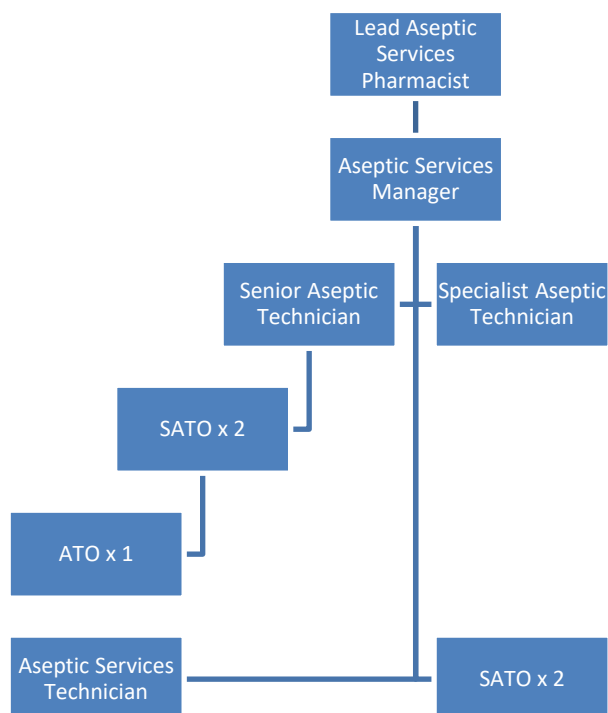 Lead Aseptic
Services
Pharmacist
Aseptic Services
Manager
Senior Aseptic
Technician
Specialist Aseptic
Technician
SATO x 2
ATO x 1
Aseptic Services
Technician
SATO x 2